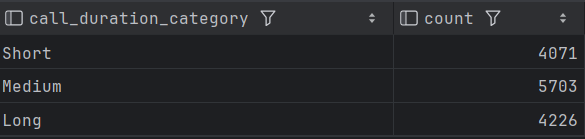 call_duration_category count
Short 4071
Medium 5703
Long 4226